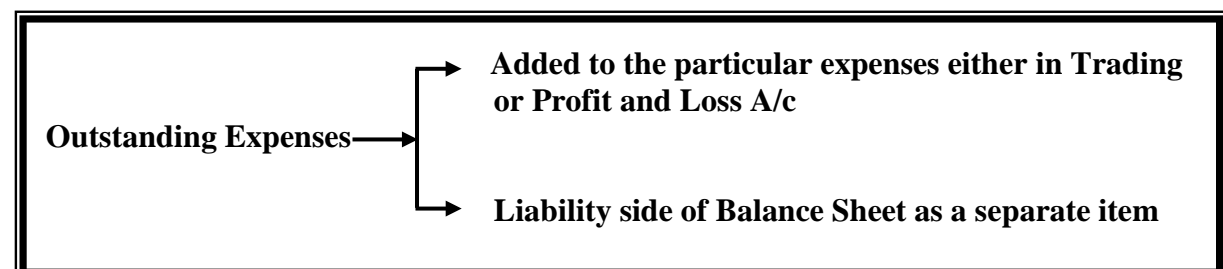 Added to the particular expenses either in Trading
or Profit and Loss A/c
Outstanding Expenses
Liability side of Balance Sheet as a separate item